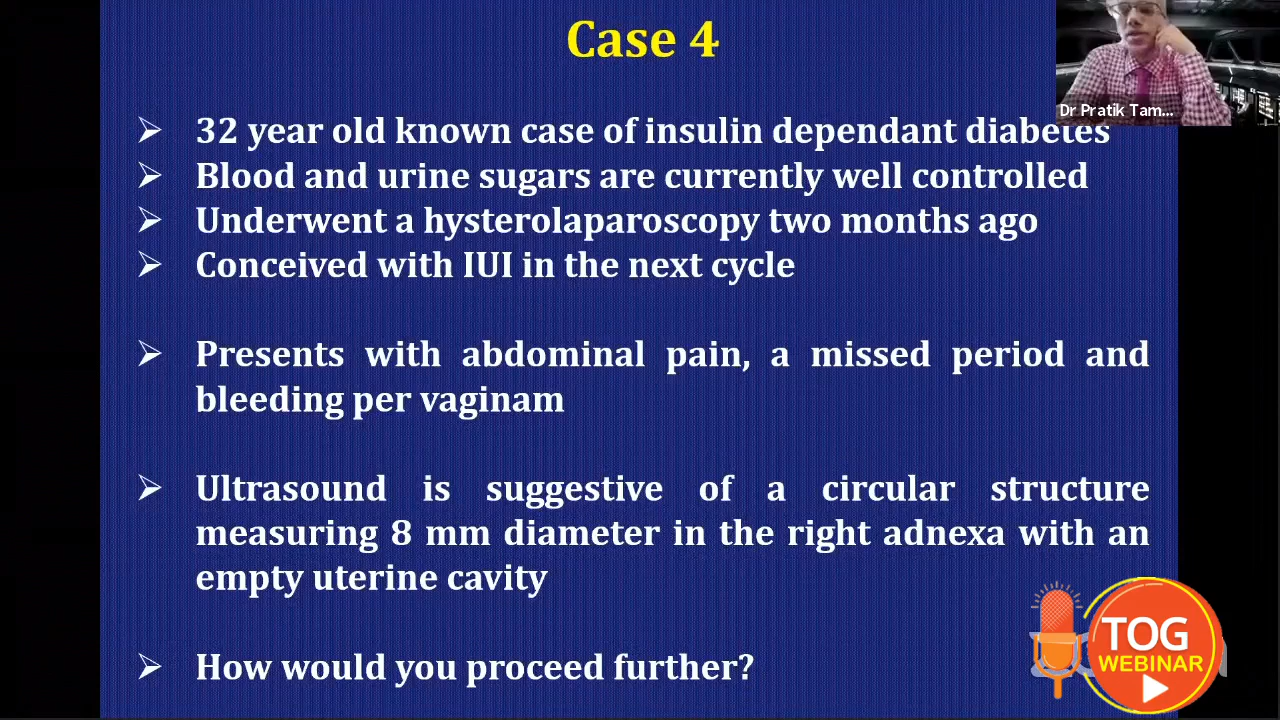 Case 4
Dr Pratik Tam...
32 year old known case of insulin dependant diabetes
Blood and urine sugars are currently well controlled
Underwent a hysterolaparoscopy two months ago
Conceived with IUI in the next cycle
Presents with abdominal pain, a missed period and
bleeding per vaginam
Ultrasound is suggestive of a circular structure
measuring 8 mm diameter in the right adnexa with an
empty uterine cavity
How would you proceed further?
TOG
WEBINAR